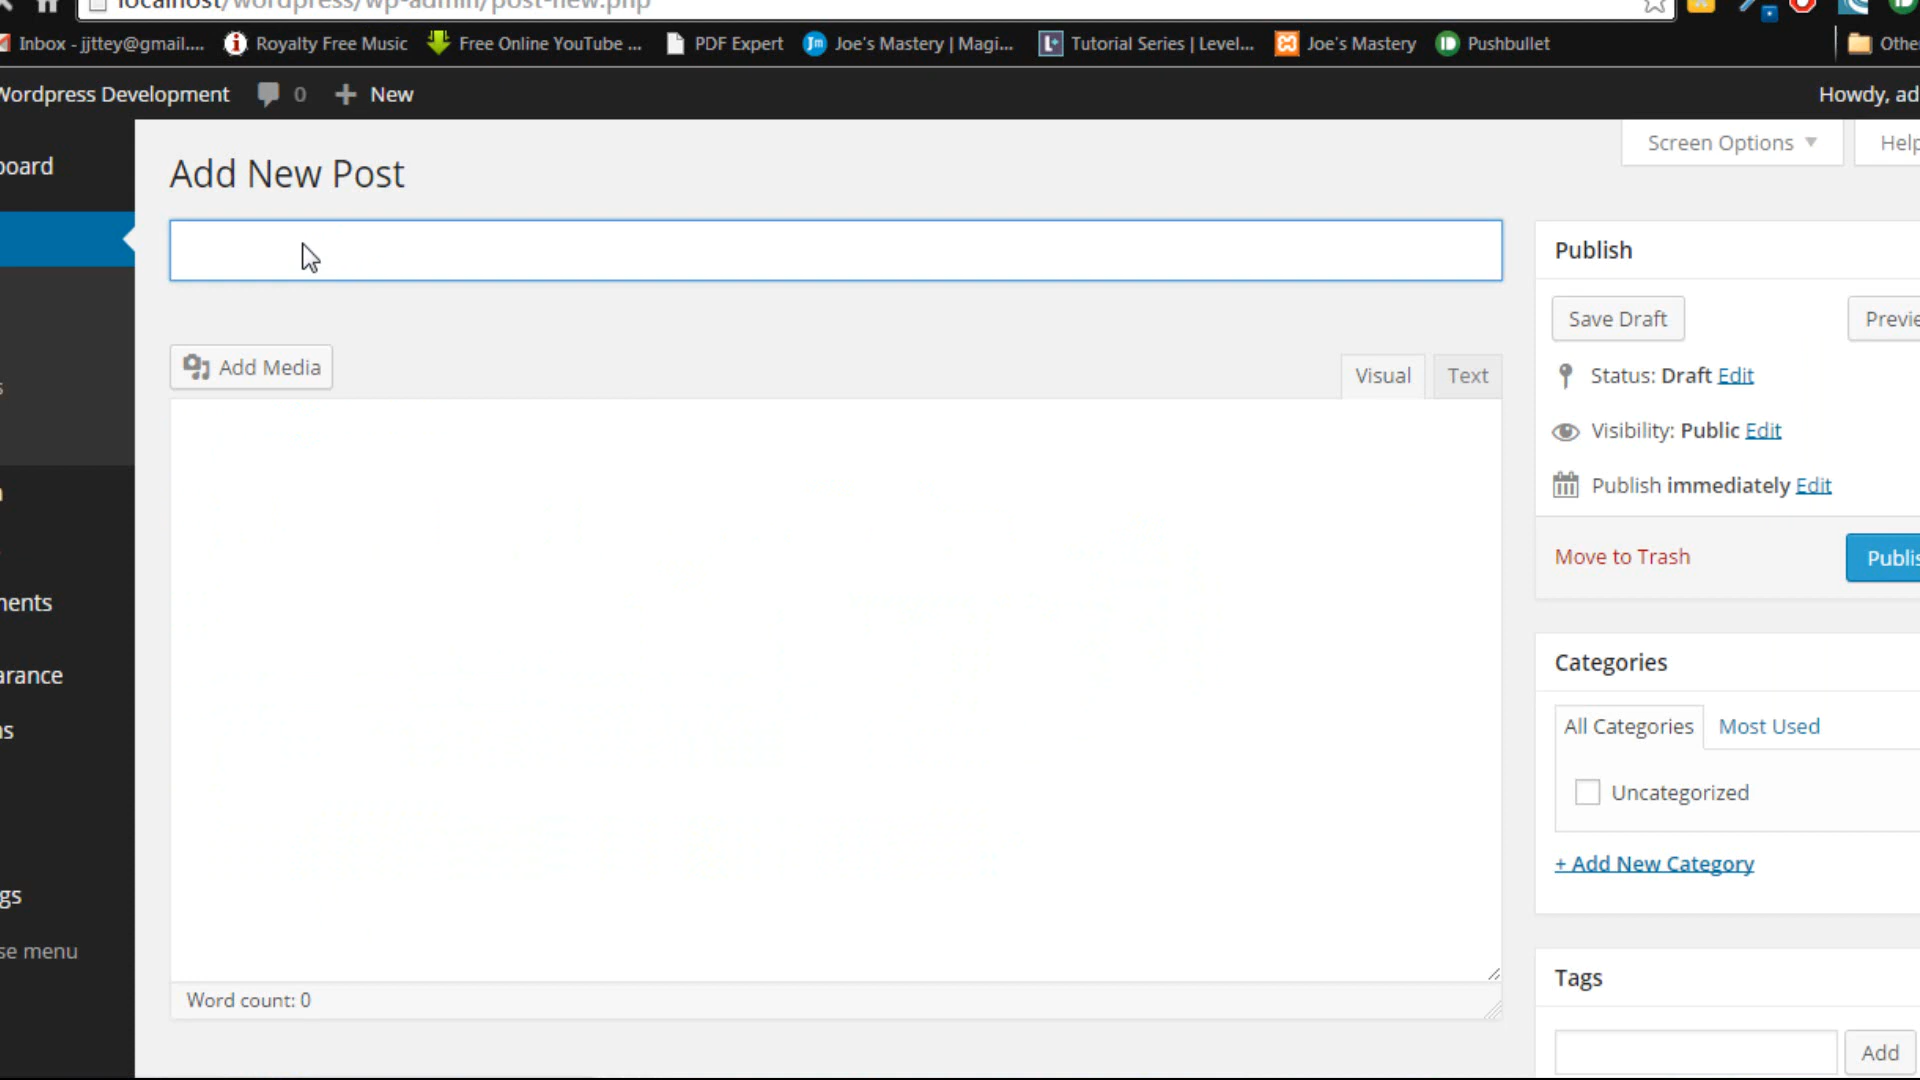 localhost/wordpress/wp-admin/post-new.php
Inbox - jjttey@gmail.... Royalty Free Music Free Online YouTube ... PDF Expert Joe's Mastery | Magi... Tutorial Series | Level... Joe's Mastery Pushbullet Othe
Wordpress Development 0 + New Howdy, ad
Screen Options Help
board
Add New Post
Publish
Save Draft Previe
Add Media
Visual Text
Status: Draft Edit
s
Visibility: Public Edit
Publish immediately Edit
Move to Trash Publis
nents
Categories
arance
All Categories Most Used
ns
Uncategorized
+ Add New Category
gs
se menu
Tags
Word count: 0
Add